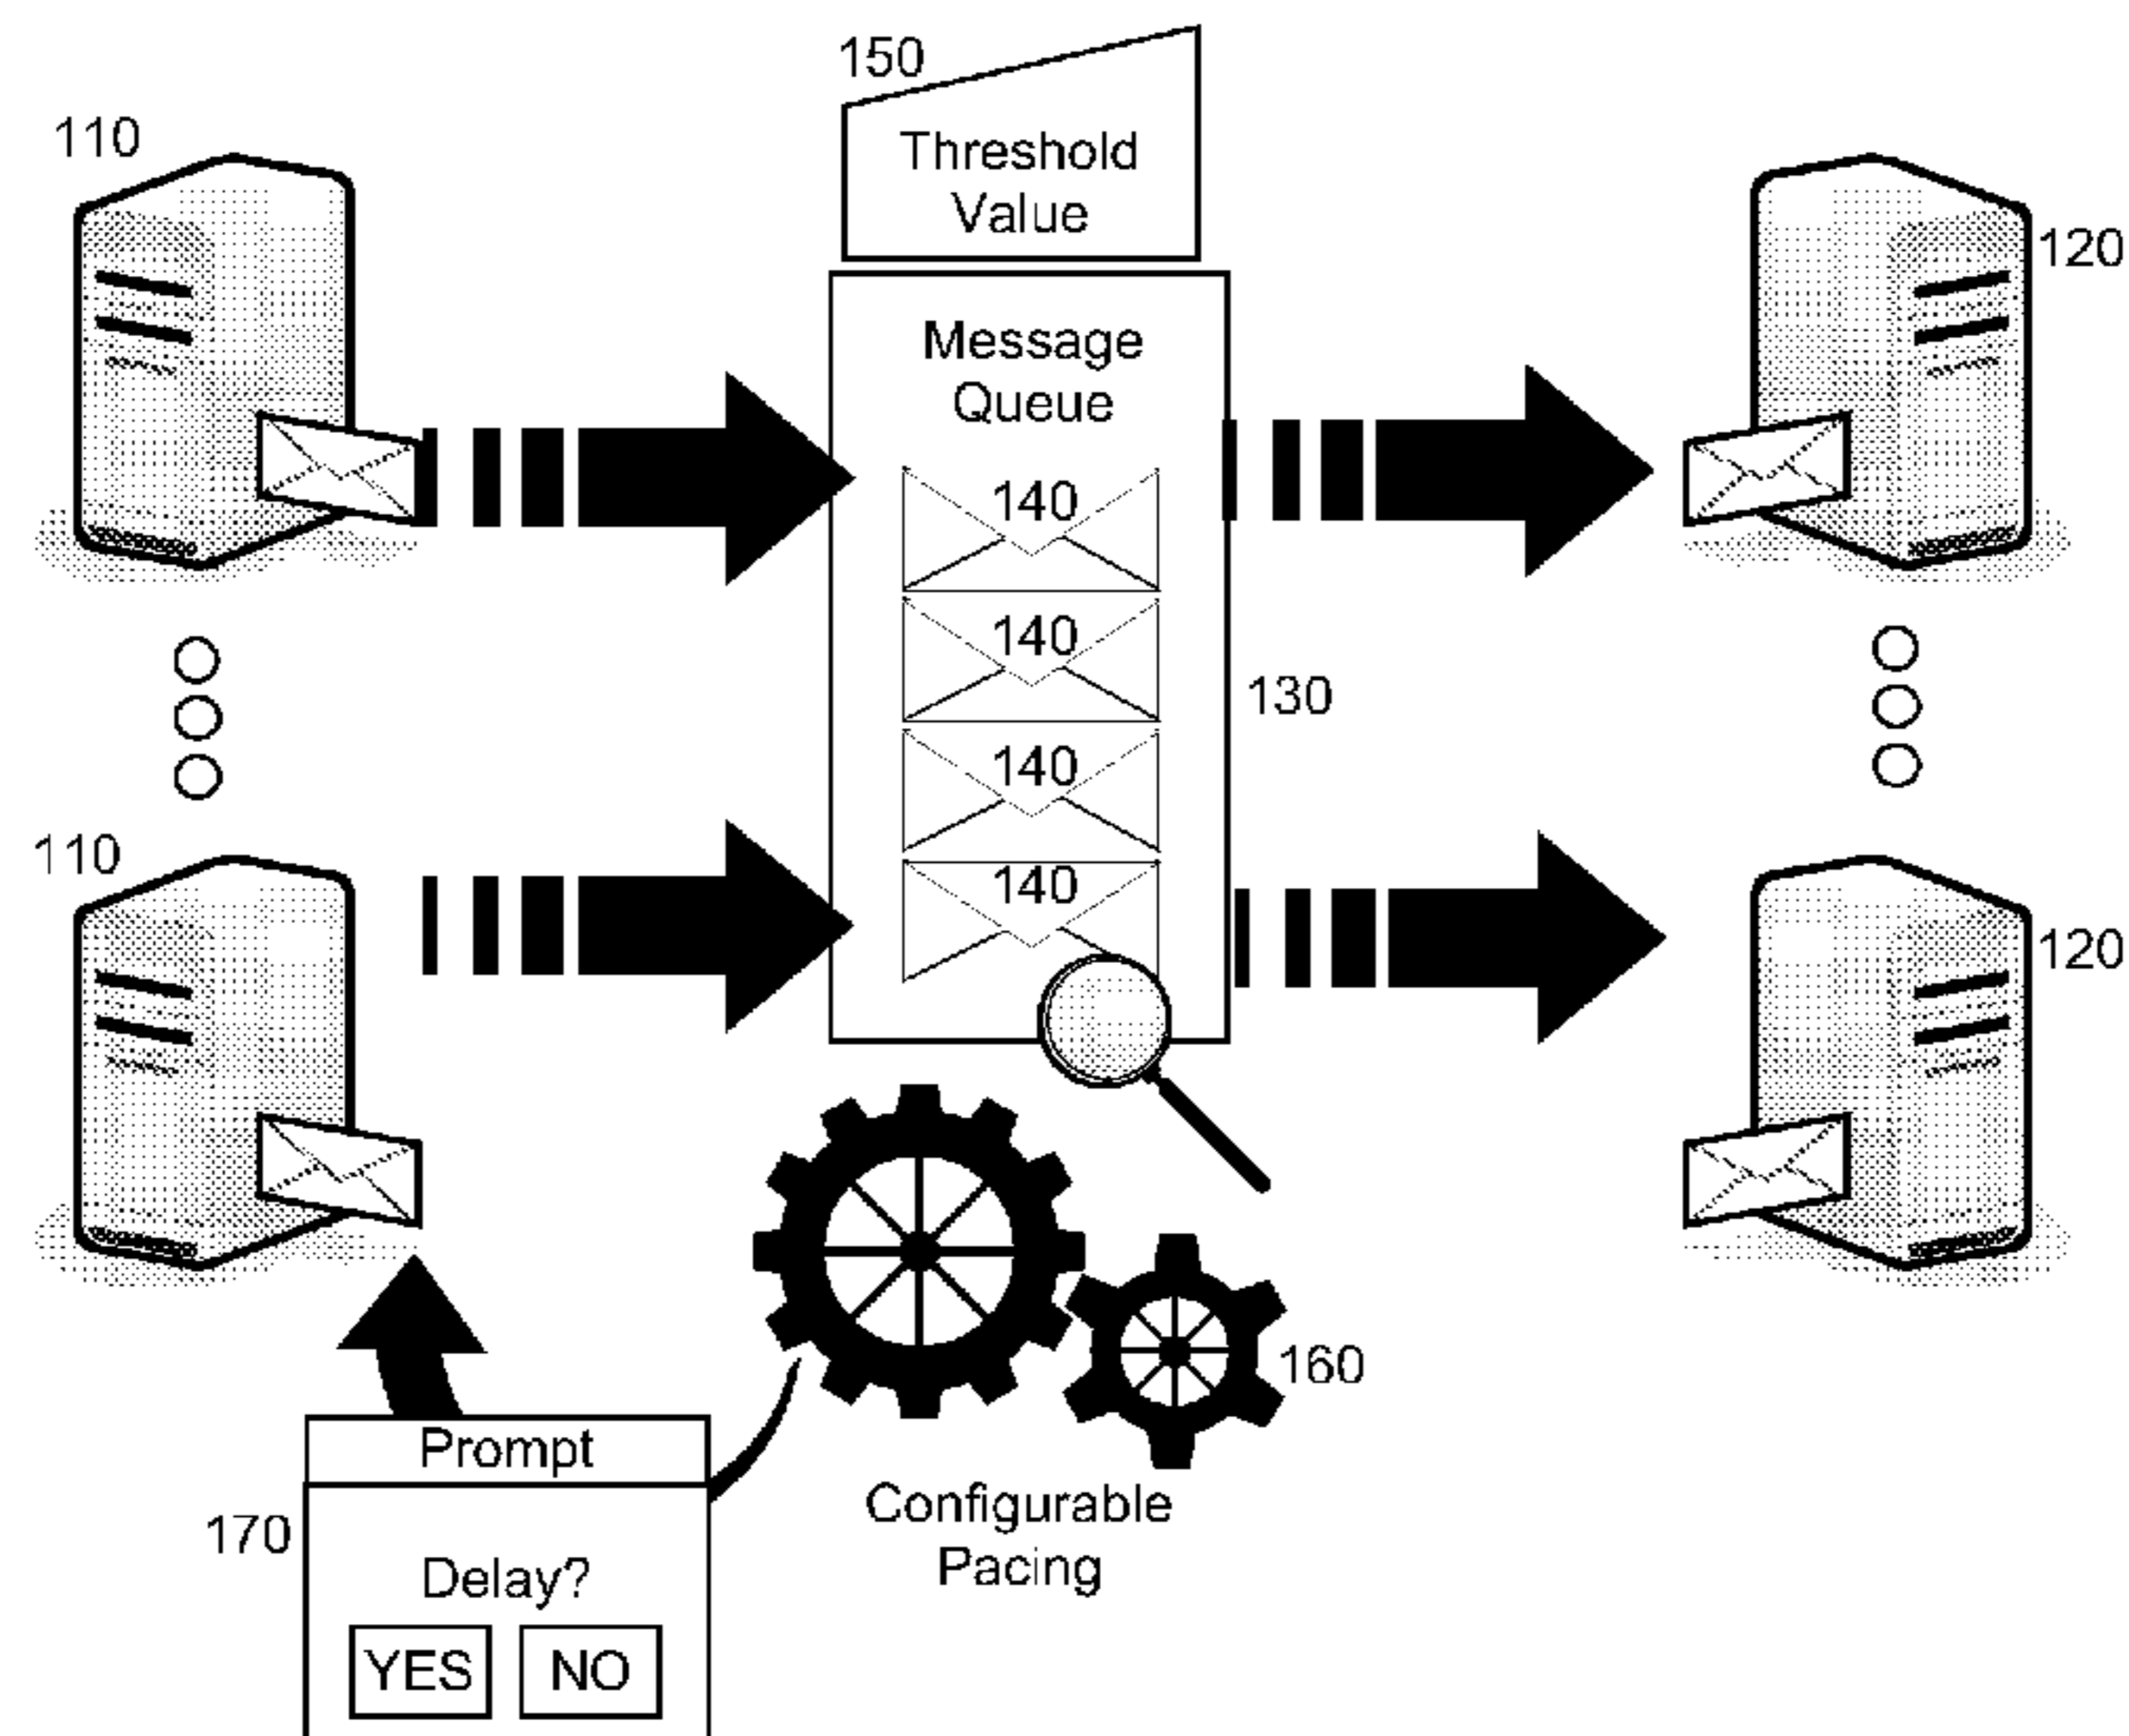 150
110
Threshold
Value
120
Message
Queue
140
140
130
140
110
140
120
160
Prompt
Configurable
Pacing
170
Delay?
YES NO